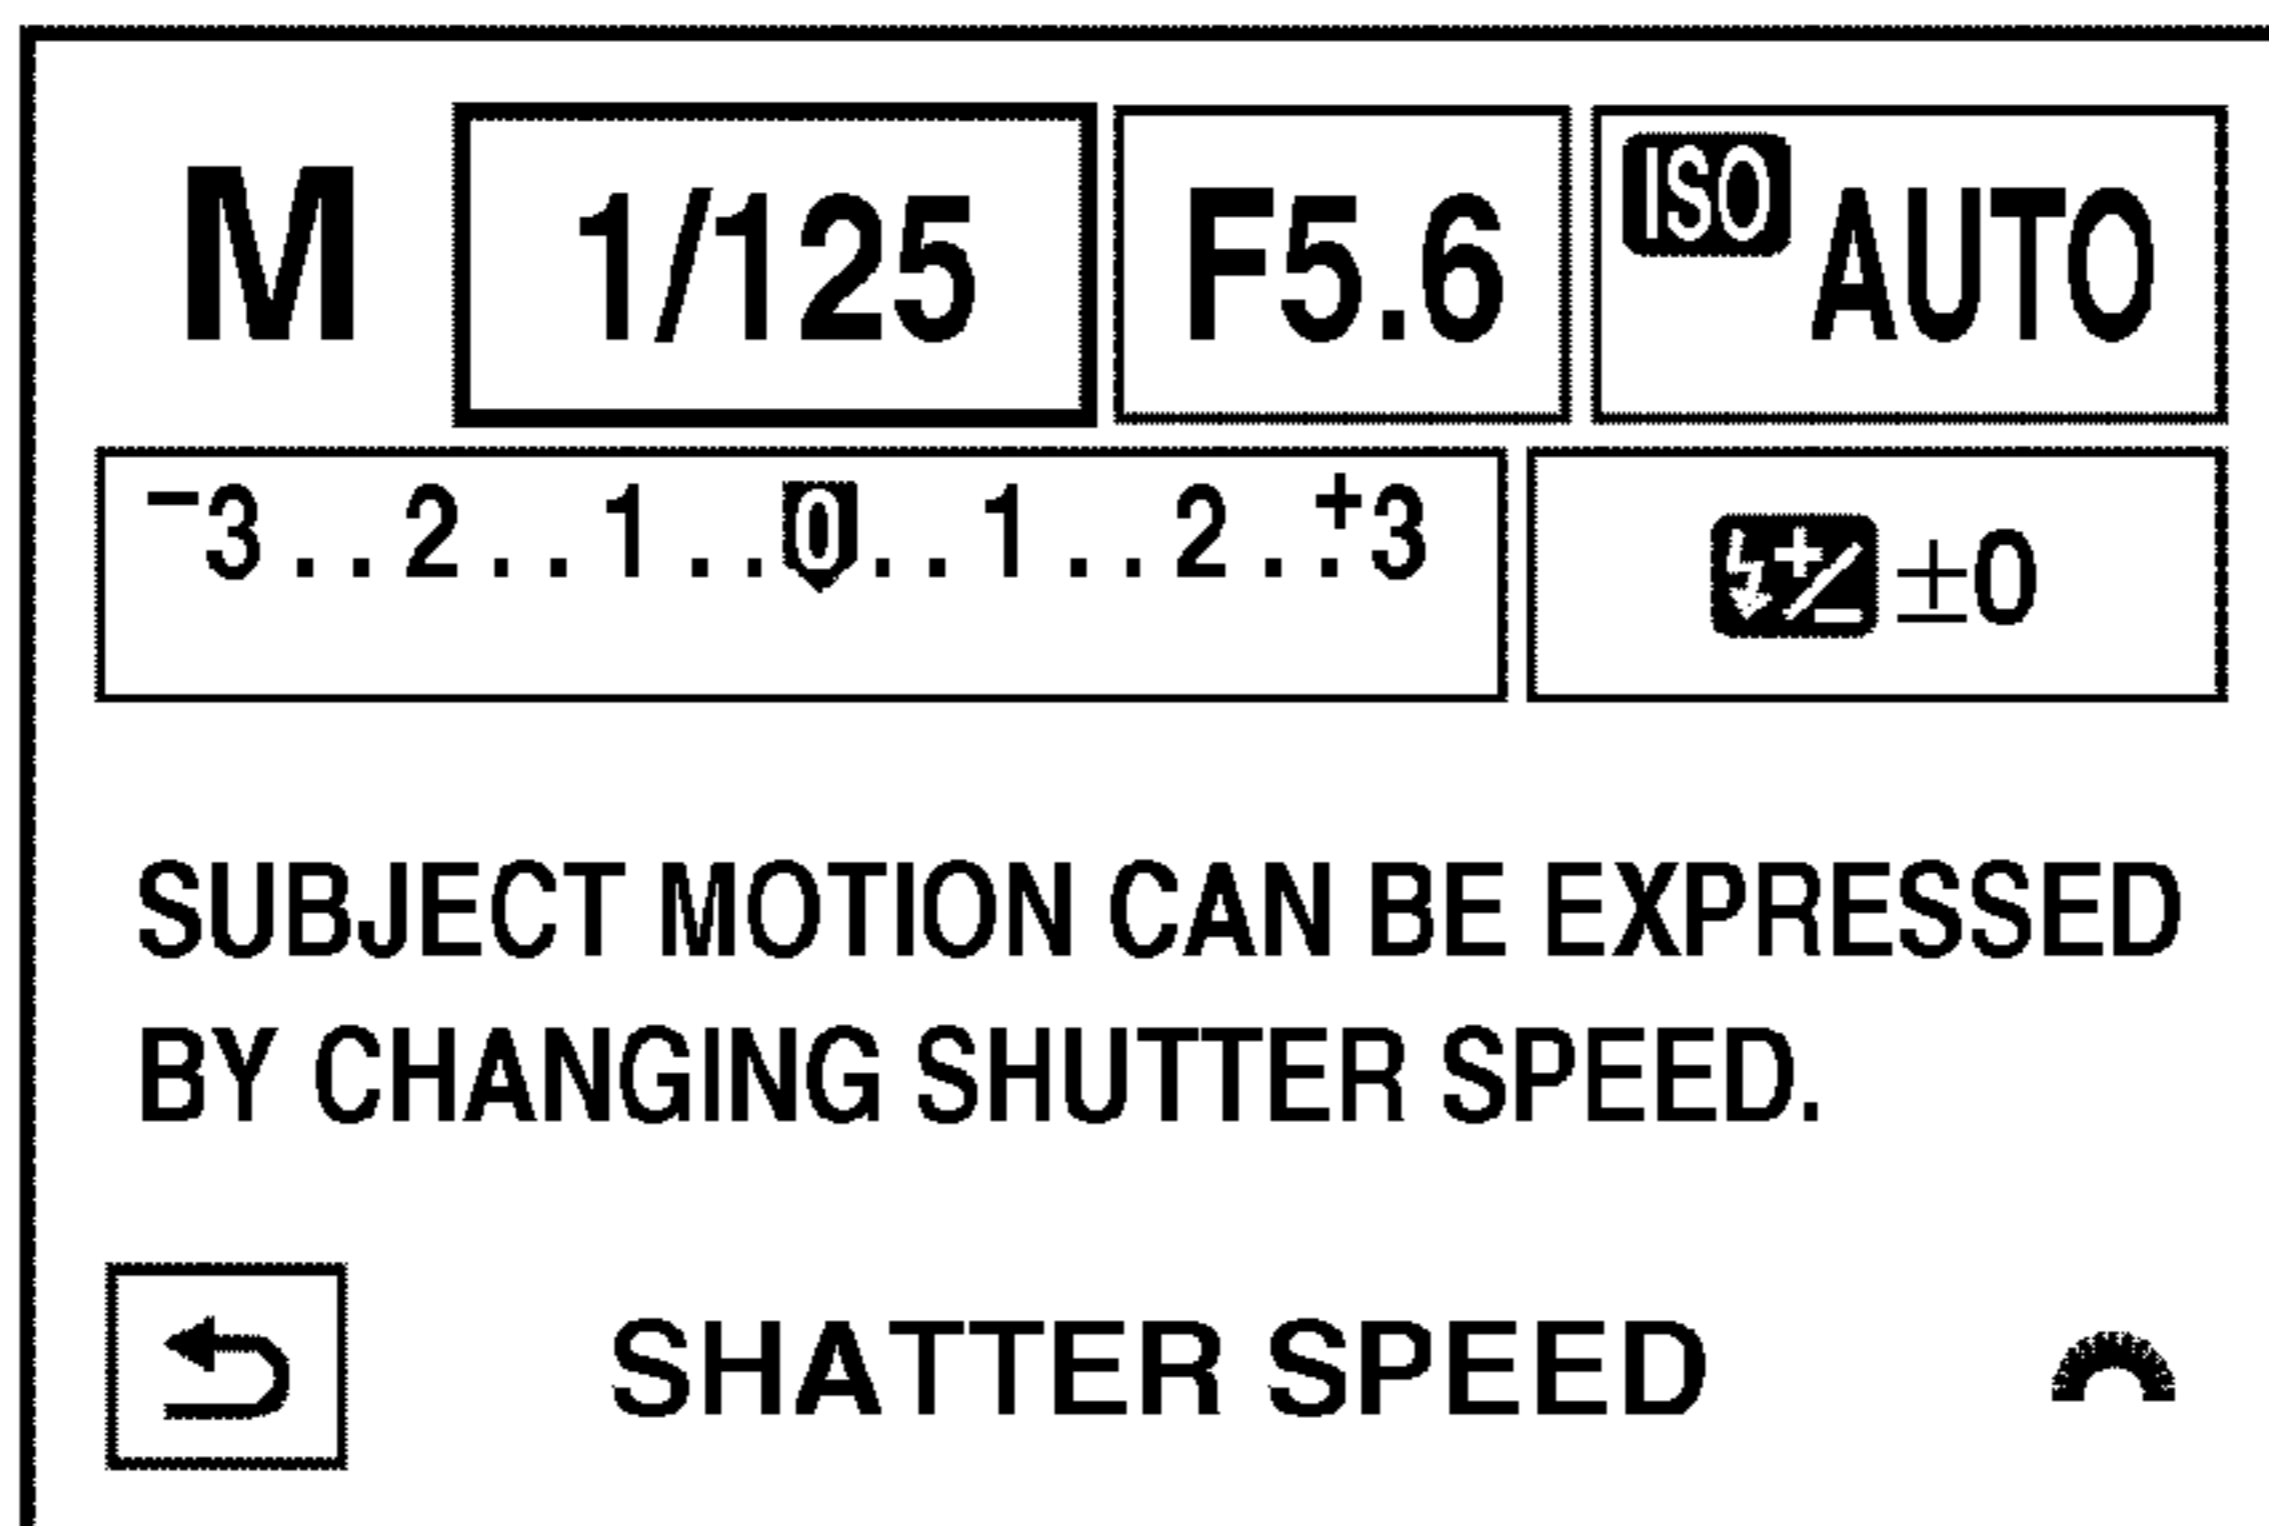 M 1/125 F5.6 ISO AUTO
-3..2..1..0..1..2..+3 ±0
SUBJECT MOTION CAN BE EXPRESSED
BY CHANGING SHUTTER SPEED.
SHATTER SPEED